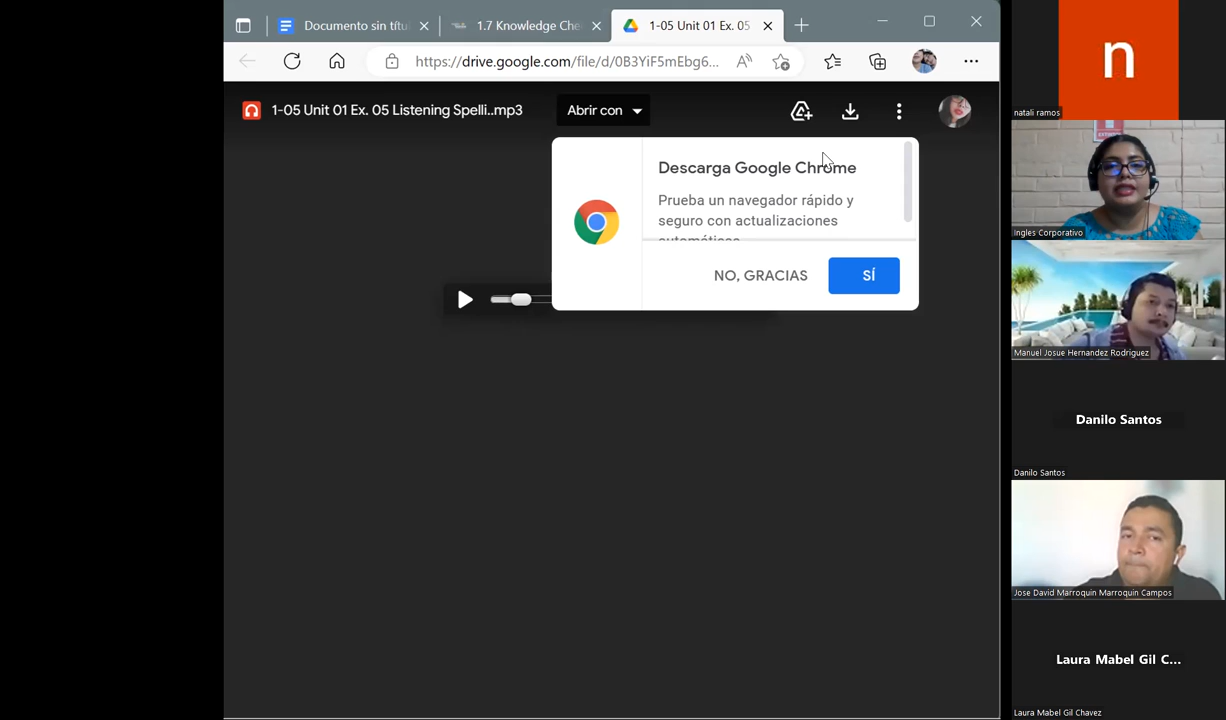 Documento sin títu
1.7 Knowledge Che
1-05 Unit 01 Ex. 05
https://drive.google.com/file/d/0B3YiF5mEbg6...
1-05 Unit 01 Ex. 05 Listening Spelli..mp3
Abrir con
Descarga Google Chrome
Prueba un navegador rápido y
seguro con actualizaciones
automáticas
NO, GRACIAS
SÍ
n
natali ramos
Ingles Corporativo
Manuel Josue Hernandez Rodríguez
Danilo Santos
Danilo Santos
Jose David Marroquin Marroquin Campos
Laura Mabel Gil C...
Laura Mabel Gil Chavez